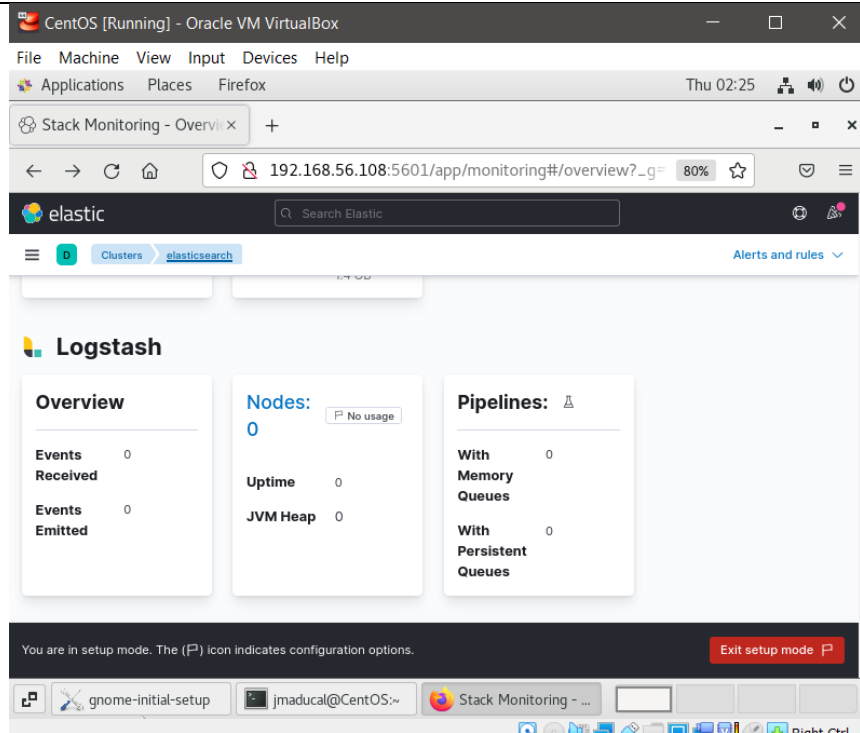 CentOS [Running] - Oracle VM VirtualBox
File Machine View Input Devices Help
Applications Places Firefox Thu 02:25
Stack Monitoring - Overvie
192.168.56.108:5601/app/monitoring#/overview?_g= 80%
elastic Search Elastic
D Clusters elasticsearch Alerts and rules
Logstash
Overview
Events Received 0
Events Emitted 0
Nodes: 0 No usage
Uptime 0
JVM Heap 0
Pipelines:
With Memory Queues 0
With Persistent Queues 0
You are in setup mode. The ( ) icon indicates configuration options. Exit setup mode
gnome-initial-setup jmaducal@CentOS:~ Stack Monitoring - ...
Right Ctrl